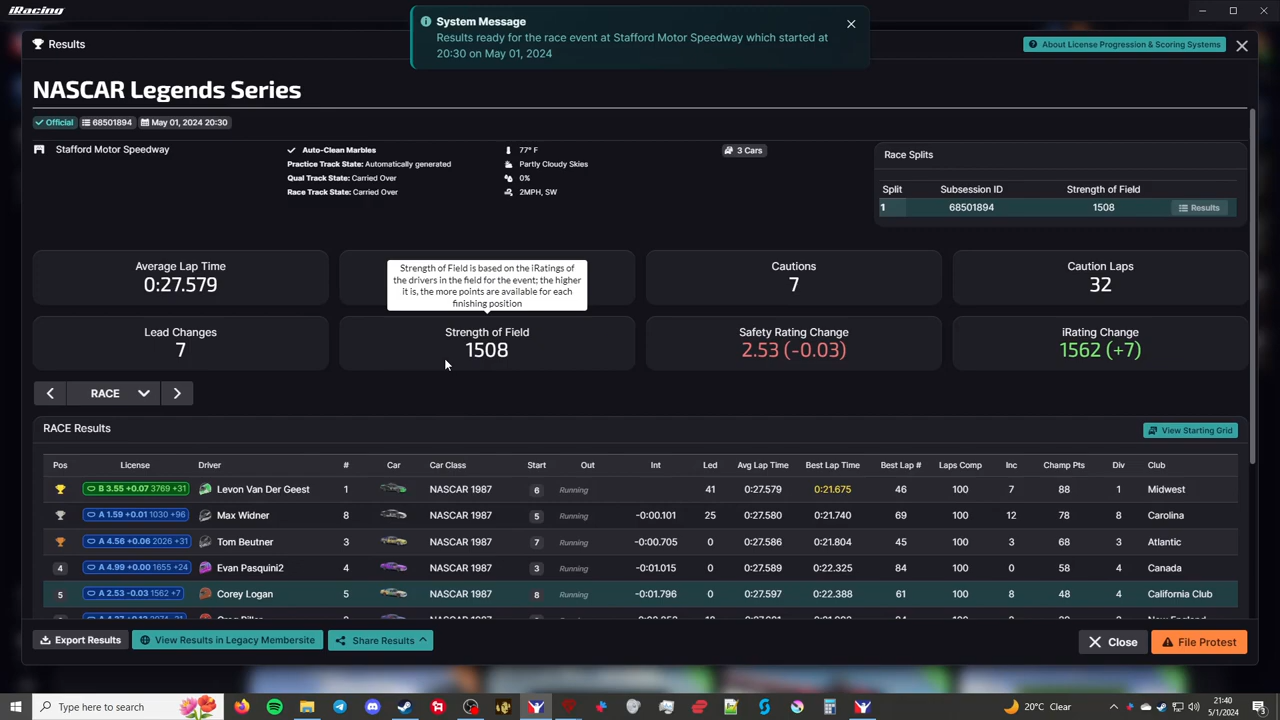 iRacing
System Message
Results ready for the race event at Stafford Motor Speedway which started at
20:30 on May 01, 2024
Results
About License Progression & Scoring Systems
NASCAR Legends Series
Official 68501894 May 01, 2024 20:30
Stafford Motor Speedway
Auto-Clean Marbles
Practice Track State: Automatically generated
Qual Track State: Carried Over
Race Track State: Carried Over
77° F
Partly Cloudy Skies
0%
2MPH, SW
3 Cars
Race Splits
Split Subsession ID Strength of Field
1 68501894 1508 Results
Average Lap Time
0:27.579
Strength of Field is based on the iRatings of
the drivers in the field for the event; the higher
it is, the more points are available for each
finishing position
Cautions
7
Caution Laps
32
Lead Changes
7
Strength of Field
1508
Safety Rating Change
2.53 (-0.03)
iRating Change
1562 (+7)
RACE
RACE Results
View Starting Grid
Pos License Driver # Car Car Class Start Out Int Led Avg Lap Time Best Lap Time Best Lap # Laps Comp Inc Champ Pts Div Club
B 3.55 +0.07 3769 +31 Levon Van Der Geest 1 NASCAR 1987 6 Running 41 0:27.579 0:21.675 46 100 7 88 1 Midwest
A 1.59 +0.01 1030 +96 Max Widner 8 NASCAR 1987 5 Running -0:00.101 25 0:27.580 0:21.740 69 100 12 78 8 Carolina
A 4.56 +0.06 2026 +31 Tom Beutner 3 NASCAR 1987 7 Running -0:00.705 0 0:27.586 0:21.804 45 100 3 68 3 Atlantic
4 A 4.99 +0.00 1655 +24 Evan Pasquini2 4 NASCAR 1987 3 Running -0:01.015 0 0:27.589 0:22.325 84 100 0 58 4 Canada
5 A 2.53 -0.03 1562 +7 Corey Logan 5 NASCAR 1987 8 Running -0:01.796 0 0:27.597 0:22.388 61 100 8 48 4 California Club
Export Results
View Results in Legacy Membersite
Share Results
Close
File Protest
Type here to search
20°C Clear
21:40
5/1/2024